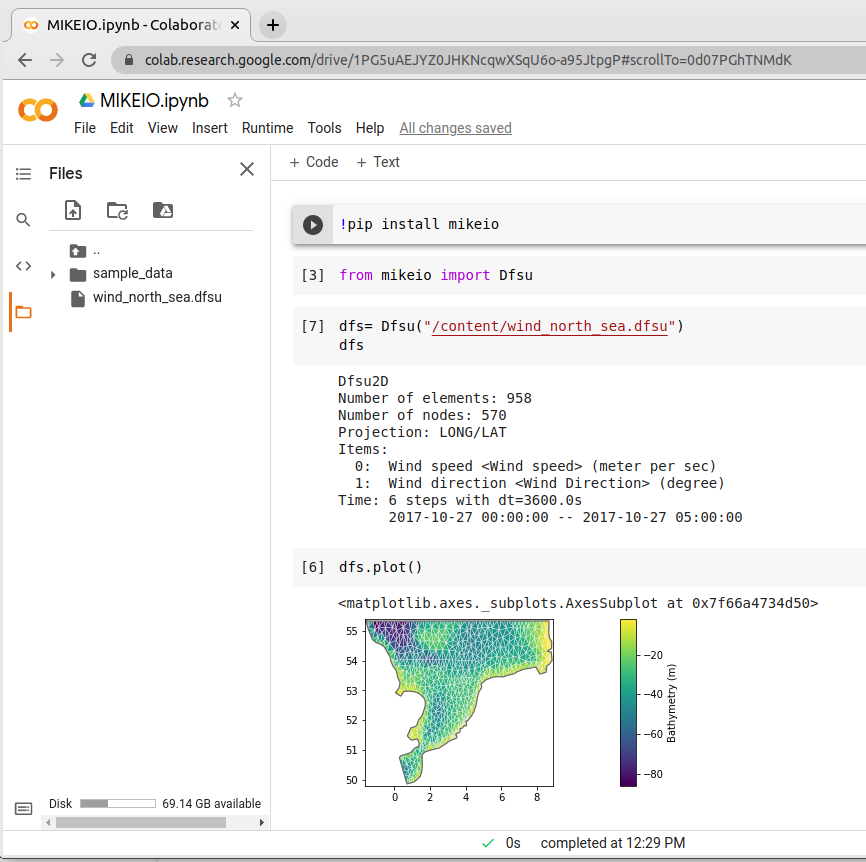 MIKEIO.ipynb - Colaborat
colab.research.google.com/drive/1PG5uAEJYZ0JHKNcqwXSqU6o-a95JtpgP#scrollTo=0d07PGhTNMdK
MIKEIO.ipynb
File Edit View Insert Runtime Tools Help All changes saved
Files
+ Code + Text
..
sample_data
wind_north_sea.dfsu
!pip install mikeio
[3] from mikeio import Dfsu
[7] dfs= Dfsu("/content/wind_north_sea.dfsu")
dfs
Dfsu2D
Number of elements: 958
Number of nodes: 570
Projection: LONG/LAT
Items:
0: Wind speed <Wind speed> (meter per sec)
1: Wind direction <Wind Direction> (degree)
Time: 6 steps with dt=3600.0s
2017-10-27 00:00:00 -- 2017-10-27 05:00:00
[6] dfs.plot()
<matplotlib.axes._subplots.AxesSubplot at 0x7f66a4734d50>
55
54
53
52
51
50
0 2 4 6 8
−20
−40
−60
−80
Bathymetry (m)
Disk 69.14 GB available
0s completed at 12:29 PM